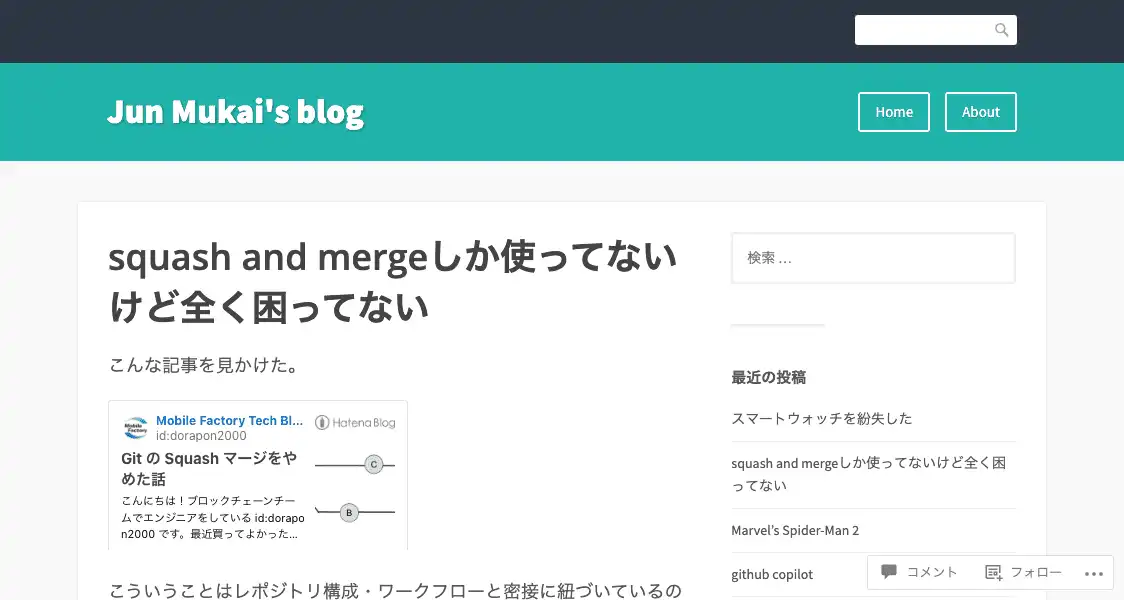 Jun Mukai's blog
Home
About
squash and mergeしか使ってない
けど全く困ってない
こんな記事を見かけた。
Mobile Factory Tech Bl...
id:dorapon2000
HatenaBlog
Mobile
Factory
Git の Squash マージをや
めた話
こんにちは！ブロックチェーンチー
ムでエンジニアをしている id:dorapo
n2000 です。最近買ってよかった...
C
B
こういうことはレポジトリ構成・ワークフローと密接に紐づいているの
検索 …
最近の投稿
スマートウォッチを紛失した
squash and mergeしか使ってないけど全く困
ってない
Marvel’s Spider-Man 2
github copilot
コメント
フォロー